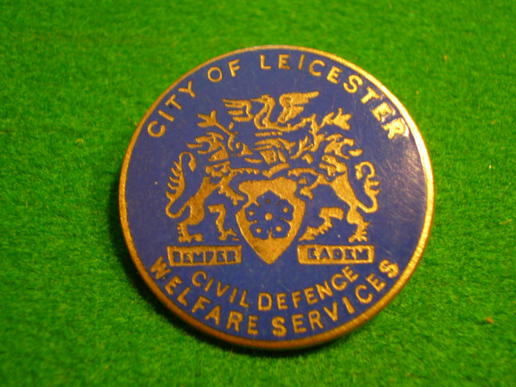 CITY OF LEICESTER
SEMPER EADEM
CIVIL DEFENCE
WELFARE SERVICES